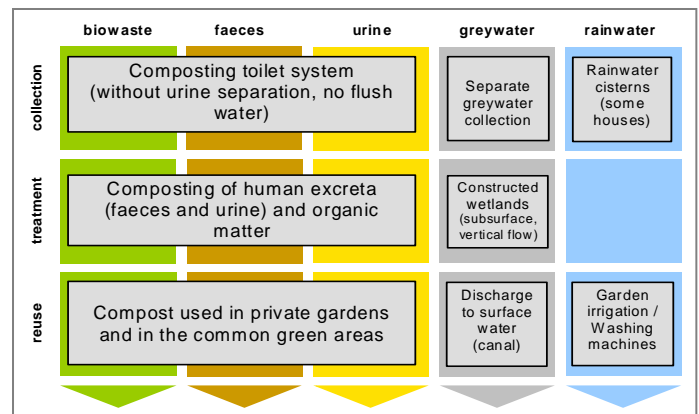 biowaste faeces urine greywater rainwater
collection
Composting toilet system
(without urine separation, no flush
water)
Separate
greywater
collection
Rainwater
cisterns
(some
houses)
treatment
Composting of human excreta
(faeces and urine) and organic
matter
Constructed
wetlands
(subsurface,
vertical flow)
reuse
Compost used in private gardens
and in the common green areas
Discharge
to surface
water
(canal)
Garden
irrigation /
Washing
machines